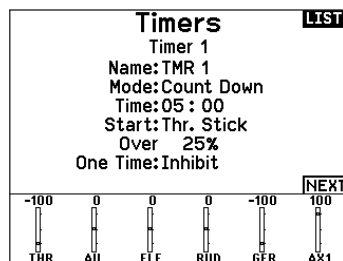 Timers
LIST
Timer 1
Name:TMR 1
Mode:Count Down
Time:05 : 00
Start:Thr. Stick
Over 25%
One Time:Inhibit
NEXT
-100 0 0 0 -100 100
THR AIL ELE RUD GER AX1